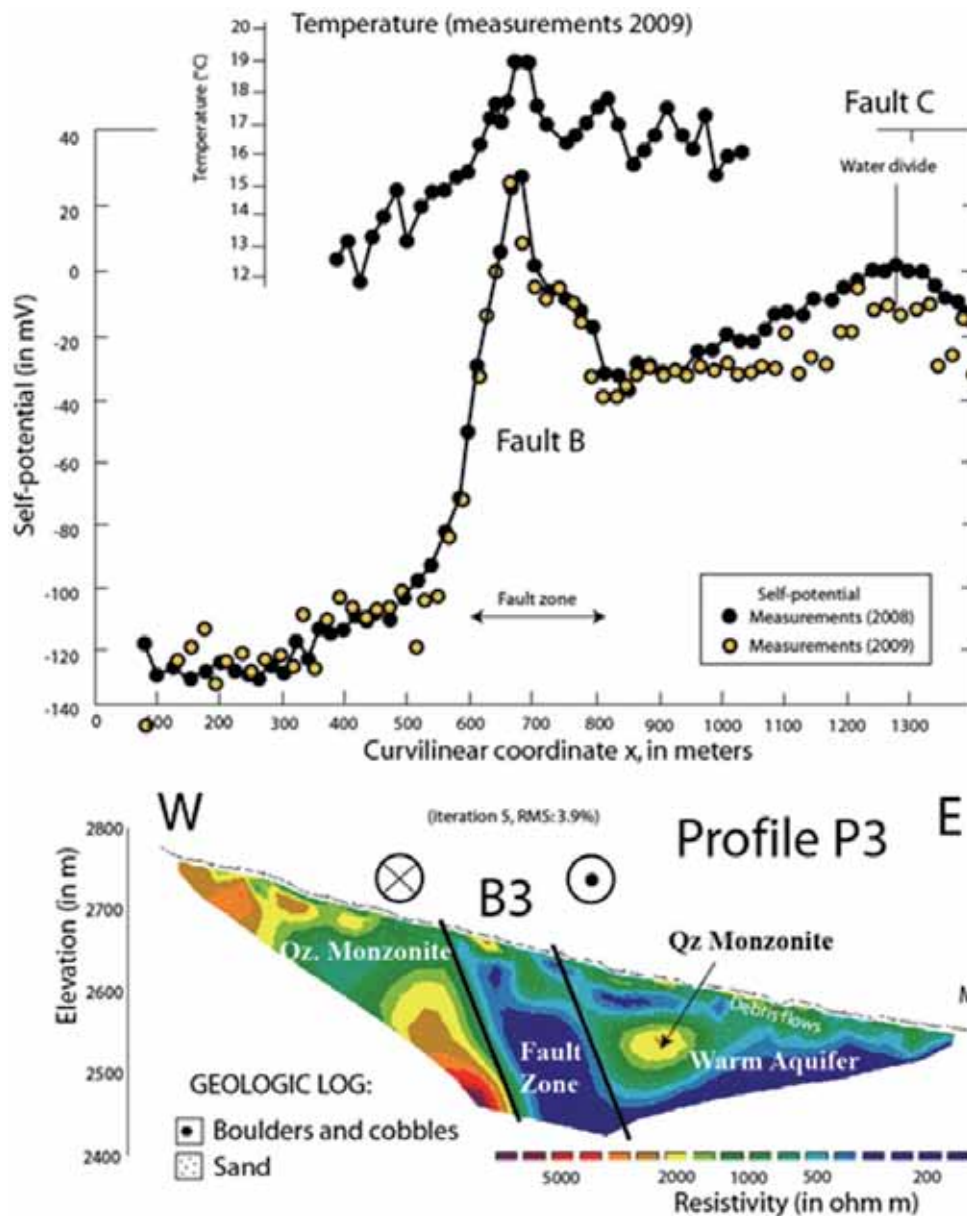 Temperature (measurements 2009)
20
19
18
17
16
15
14
13
12
Temperature (°C)
Fault C
Water divide
40
20
0
-20
-40
-60
-80
-100
-120
-140
Self-potential (in mV)
Fault B
Fault zone
Self-potential
Measurements (2008)
Measurements (2009)
0 100 200 300 400 500 600 700 800 900 1000 1100 1200 1300
Curvilinear coordinate x, in meters
W
(iteration 5, RMS: 3.9%)
Profile P3
E
2800
2700
2600
2500
2400
Elevation (in m)
B3
Qz. Monzonite
Qz Monzonite
M
Debris flows
Fault
Zone
Warm Aquifer
GEOLOGIC LOG:
Boulders and cobbles
Sand
5000 2000 1000 500 200
Resistivity (in ohm m)